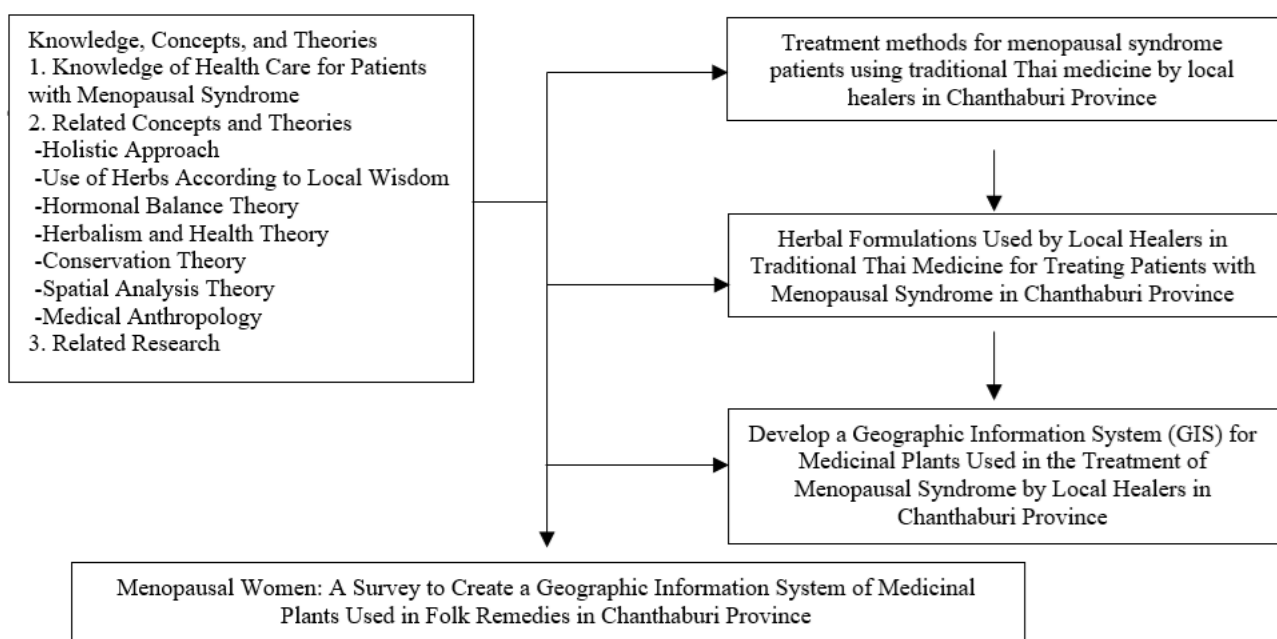 Knowledge, Concepts, and Theories
1. Knowledge of Health Care for Patients
with Menopausal Syndrome
2. Related Concepts and Theories
-Holistic Approach
-Use of Herbs According to Local Wisdom
-Hormonal Balance Theory
-Herbalism and Health Theory
-Conservation Theory
-Spatial Analysis Theory
-Medical Anthropology
3. Related Research
Treatment methods for menopausal syndrome
patients using traditional Thai medicine by local
healers in Chanthaburi Province
Herbal Formulations Used by Local Healers in
Traditional Thai Medicine for Treating Patients with
Menopausal Syndrome in Chanthaburi Province
Develop a Geographic Information System (GIS) for
Medicinal Plants Used in the Treatment of
Menopausal Syndrome by Local Healers in
Chanthaburi Province
Menopausal Women: A Survey to Create a Geographic Information System of Medicinal
Plants Used in Folk Remedies in Chanthaburi Province